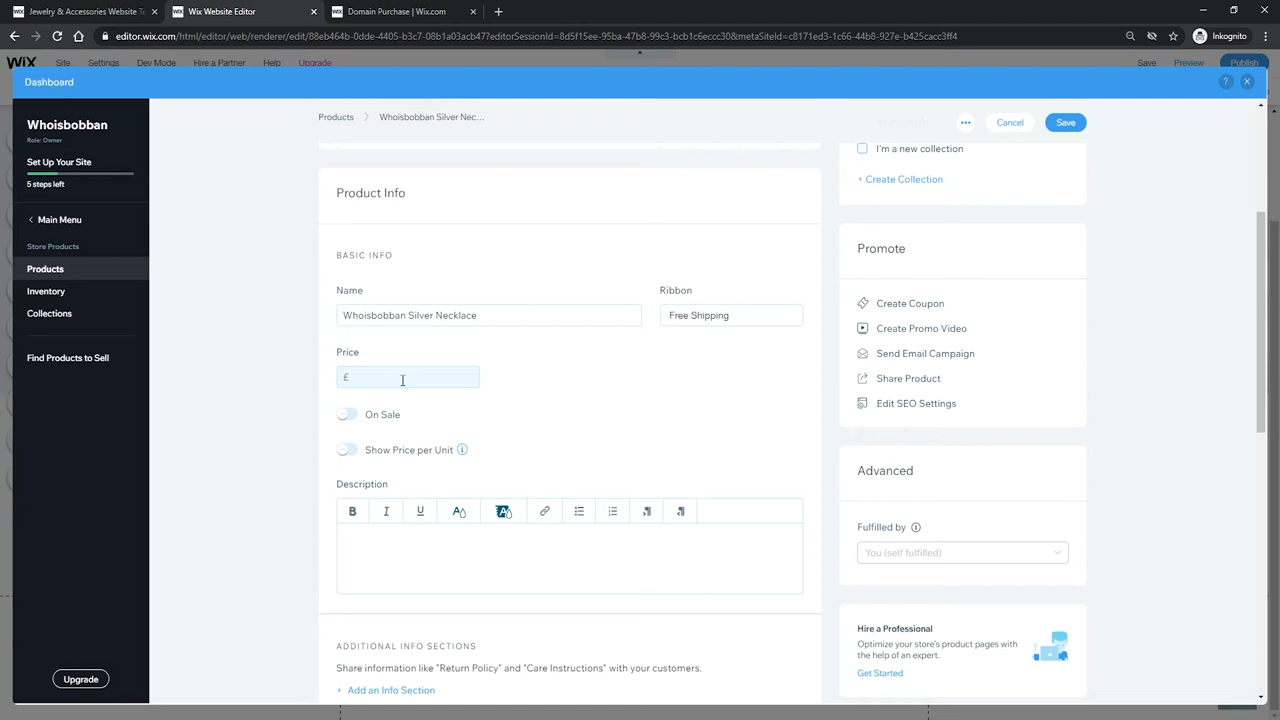 Jewelry & Accessories Website T
Wix Website Editor
Domain Purchase | Wix.com
editor.wix.com/html/editor/web/renderer/edit/88eb464b-0dde-4405-b3c7-08b1a03acb47?editorSessionId=8d5f15ee-95ba-47b8-99c3-bcb1c6eccc30&metaSiteId=c8171ed3-1c66-44b8-927e-b425cacc3ff4
Incognito
WIX Site Settings Dev Mode Hire a Partner Help Upgrade Save Preview Publish
Dashboard
?
Whoisbobban
Role: Owner
Set Up Your Site
5 steps left
Main Menu
Store Products
Products
Inventory
Collections
Find Products to Sell
Upgrade
Products Whoisbobban Silver Nec...
Cancel
Save
Product Info
BASIC INFO
Name
Whoisbobban Silver Necklace
Ribbon
Free Shipping
Price
£
On Sale
Show Price per Unit
Description
B I U
ADDITIONAL INFO SECTIONS
Share information like "Return Policy" and "Care Instructions" with your customers.
+ Add an Info Section
I'm a new collection
+ Create Collection
Promote
Create Coupon
Create Promo Video
Send Email Campaign
Share Product
Edit SEO Settings
Advanced
Fulfilled by
You (self fulfilled)
Hire a Professional
Optimize your store's product pages with
the help of an expert.
Get Started